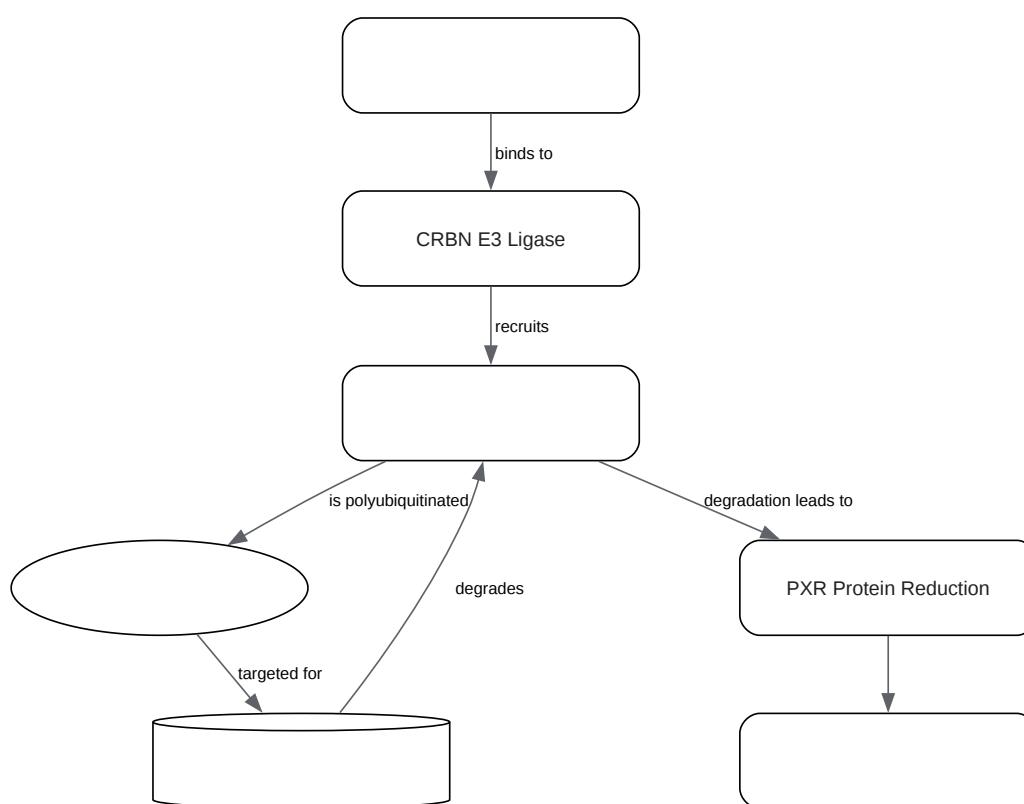 binds to
CRBN E3 Ligase
recruits
is polyubiquitinated
degradation leads to
degrades
PXR Protein Reduction
targeted for